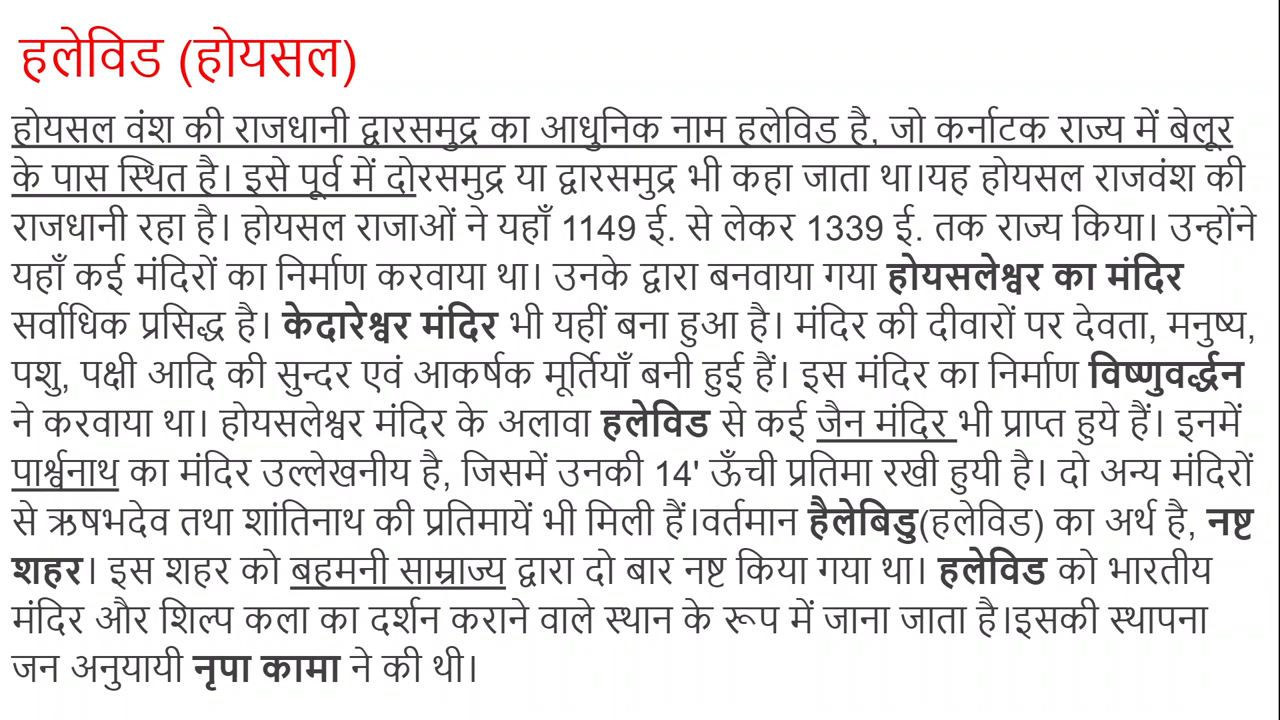 हलेविड (होयसल)
होयसल वंश की राजधानी द्वारसमुद्र का आधुनिक नाम हलेविड है, जो कर्नाटक राज्य में बेलूर
के पास स्थित है। इसे पूर्व में दोरसमुद्र या द्वारसमुद्र भी कहा जाता था।यह होयसल राजवंश की
राजधानी रहा है। होयसल राजाओं ने यहाँ 1149 ई. से लेकर 1339 ई. तक राज्य किया। उन्होंने
यहाँ कई मंदिरों का निर्माण करवाया था। उनके द्वारा बनवाया गया होयसलेश्वर का मंदिर
सर्वाधिक प्रसिद्ध है। केदारेश्वर मंदिर भी यहीं बना हुआ है। मंदिर की दीवारों पर देवता, मनुष्य,
पशु, पक्षी आदि की सुन्दर एवं आकर्षक मूर्तियाँ बनी हुई हैं। इस मंदिर का निर्माण विष्णुवर्द्धन
ने करवाया था। होयसलेश्वर मंदिर के अलावा हलेविड से कई जैन मंदिर भी प्राप्त हुये हैं। इनमें
पार्श्वनाथ का मंदिर उल्लेखनीय है, जिसमें उनकी 14' ऊँची प्रतिमा रखी हुयी है। दो अन्य मंदिरों
से ऋषभदेव तथा शांतिनाथ की प्रतिमायें भी मिली हैं।वर्तमान हैलेबिडु(हलेविड) का अर्थ है, नष्ट
शहर। इस शहर को बहमनी साम्राज्य द्वारा दो बार नष्ट किया गया था। हलेविड को भारतीय
मंदिर और शिल्प कला का दर्शन कराने वाले स्थान के रूप में जाना जाता है।इसकी स्थापना
जन अनुयायी नृपा कामा ने की थी।